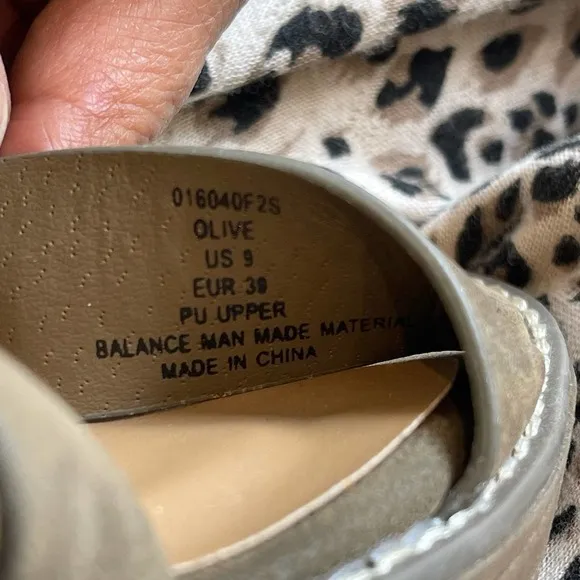 016040F2S
OLIVE
US 9
EUR 39
PU UPPER
BALANCE MAN MADE MATERIAL
MADE IN CHINA